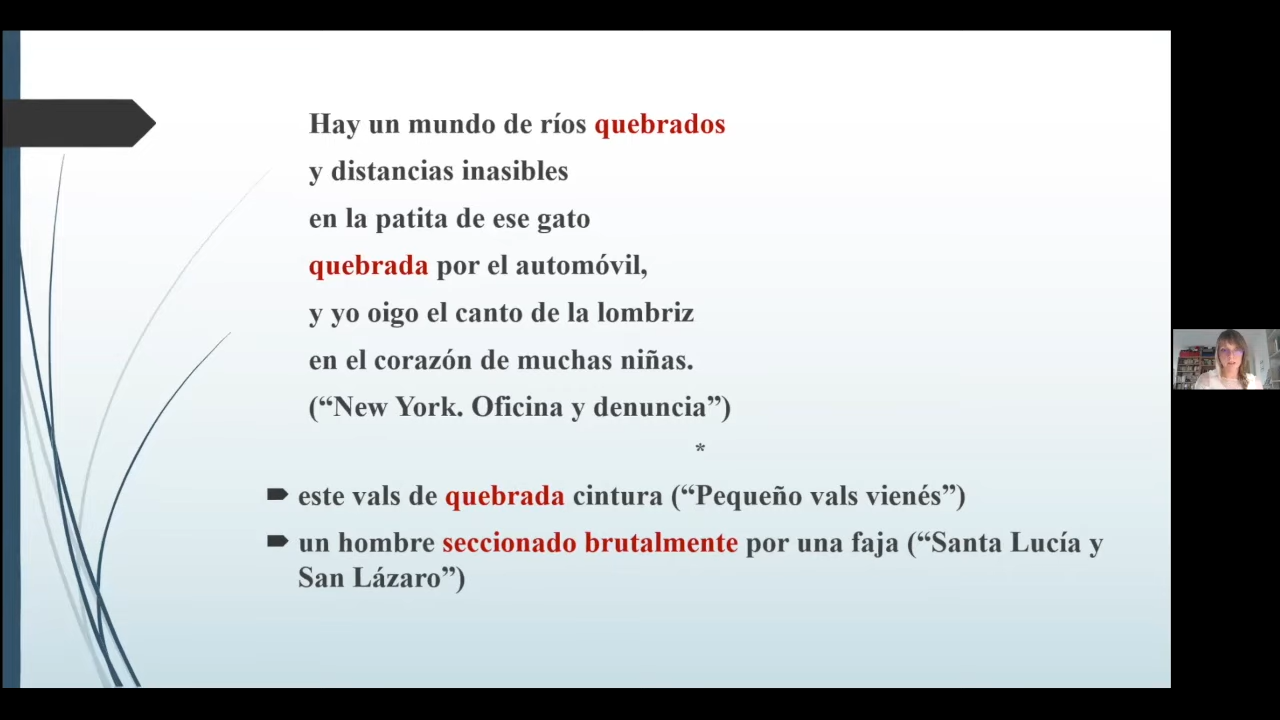 Hay un mundo de ríos quebrados
y distancias inasibles
en la patita de ese gato
quebrada por el automóvil,
y yo oigo el canto de la lombriz
en el corazón de muchas niñas.
(“New York. Oficina y denuncia”)
*
este vals de quebrada cintura (“Pequeño vals vienés”)
un hombre seccionado brutalmente por una faja (“Santa Lucía y
San Lázaro”)